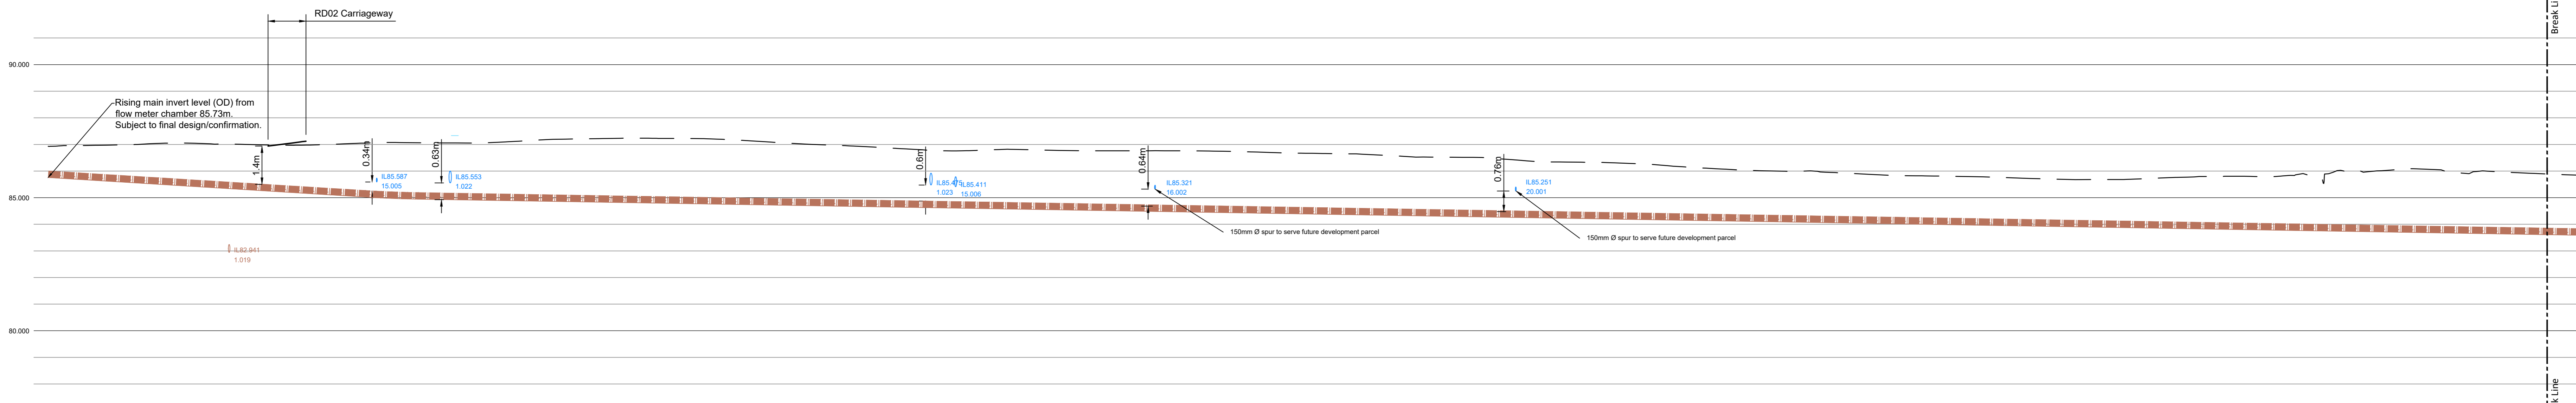 RD02 Carriageway
Break Li
90.000
Rising main invert level (OD) from
flow meter chamber 85.73m.
Subject to final design/confirmation.
1.4m
0.34m
0.63m
0.6m
0.64m
0.76m
IL85.587
15.005
IL85.553
1.022
1.023
IL85.411
15.006
IL85.321
16.002
IL85.251
20.001
85.000
150mm Ø spur to serve future development parcel
150mm Ø spur to serve future development parcel
IL82.941
1.019
80.000
k Line